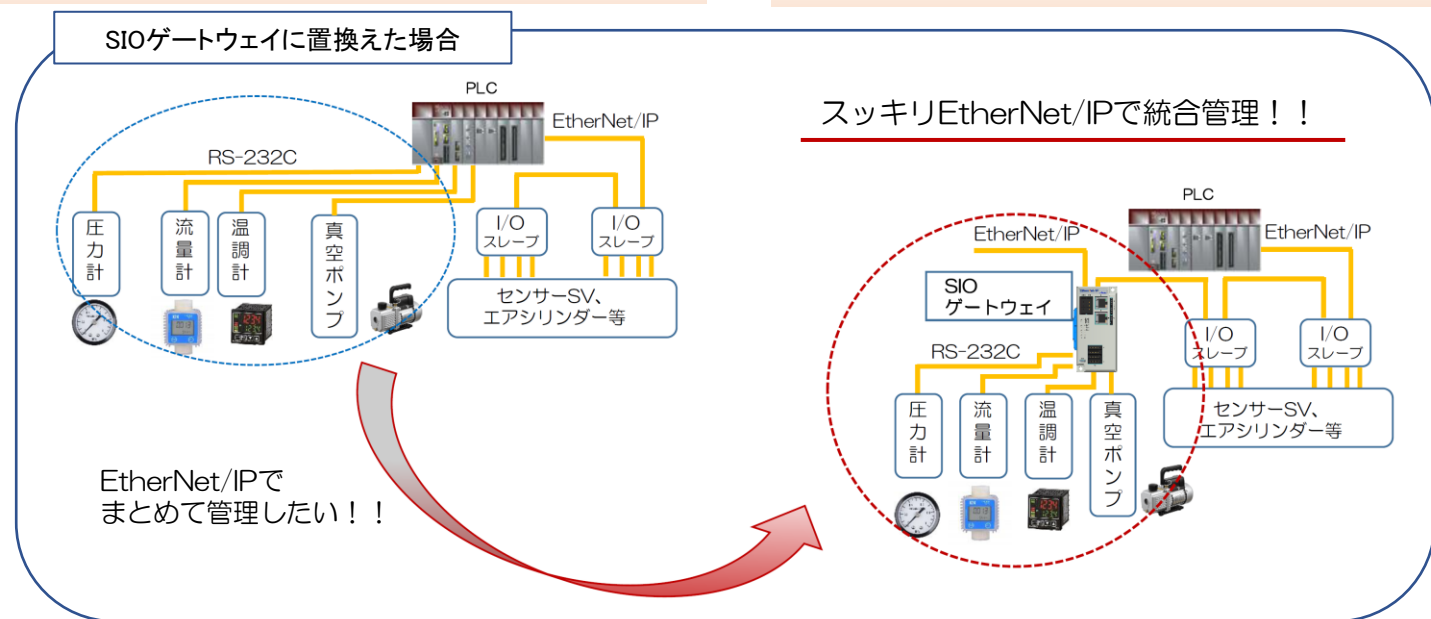 SIOゲートウェイに置換えた場合
PLC
EtherNet/IP
RS-232C
圧力計
流量計
温調計
真空ポンプ
I/O
スレーブ
I/O
スレーブ
センサーSV、
エアシリンダー等
EtherNet/IPで
まとめて管理したい！！
スッキリEtherNet/IPで統合管理！！
PLC
EtherNet/IP
EtherNet/IP
SIO
ゲートウェイ
RS-232C
圧力計
流量計
温調計
真空ポンプ
I/O
スレーブ
I/O
スレーブ
センサーSV、
エアシリンダー等